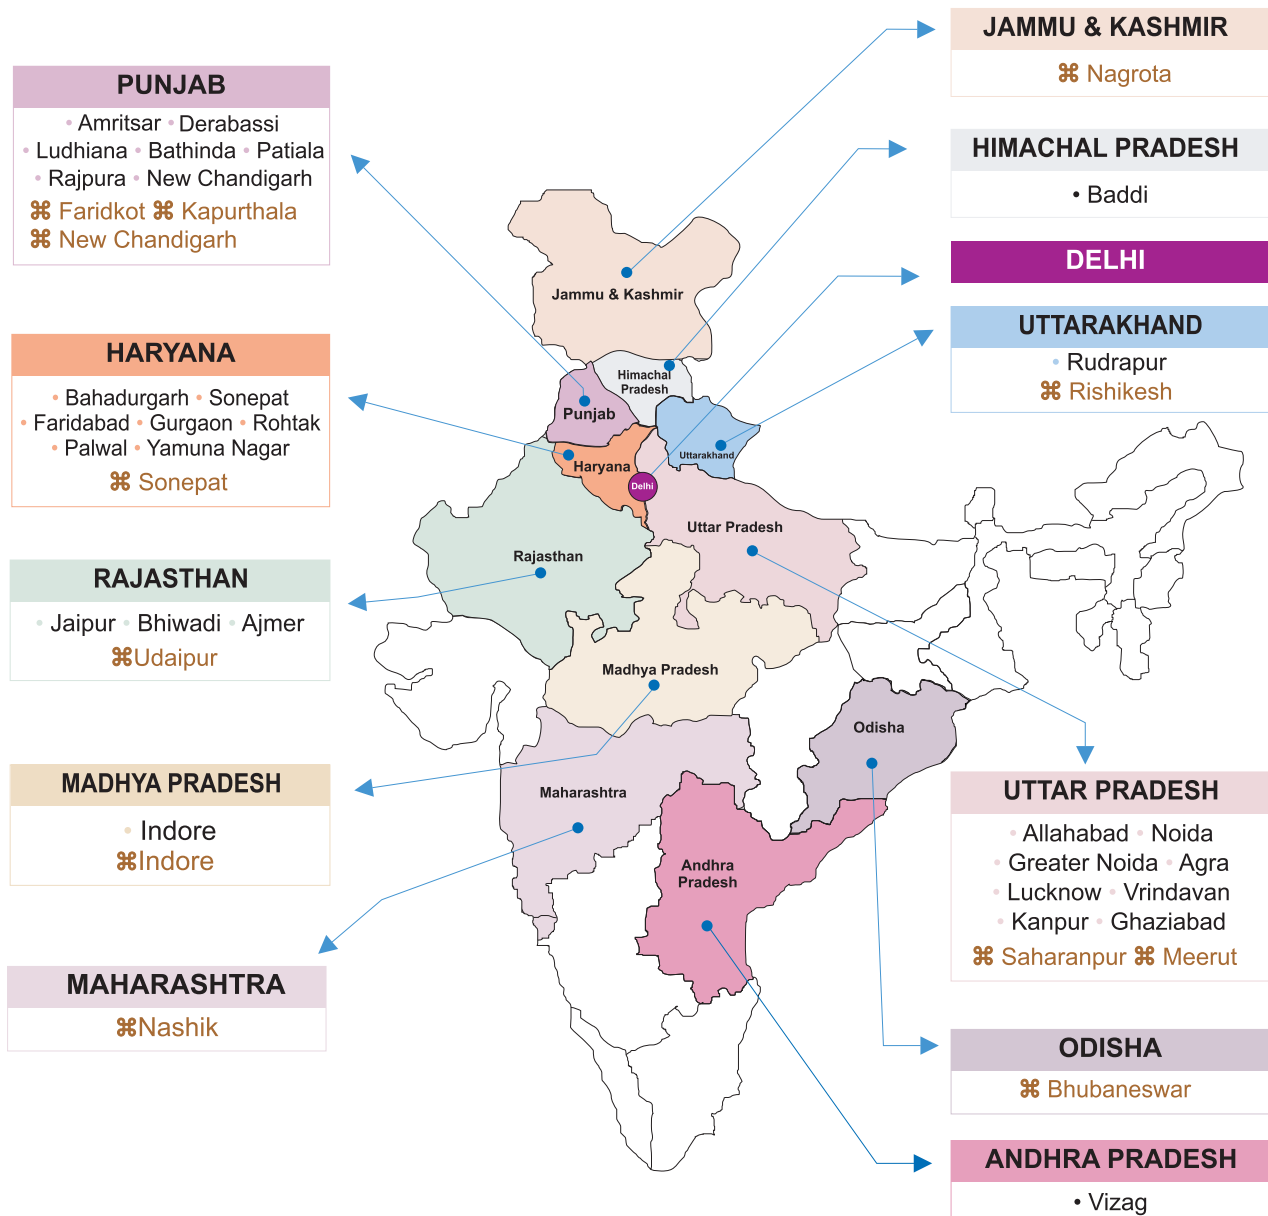 PUNJAB
• Amritsar • Derabassi
• Ludhiana • Bathinda • Patiala
• Rajpura • New Chandigarh
⌘ Faridkot ⌘ Kapurthala
⌘ New Chandigarh
HARYANA
• Bahadurgarh • Sonepat
• Faridabad • Gurgaon • Rohtak
• Palwal • Yamuna Nagar
⌘ Sonepat
RAJASTHAN
• Jaipur • Bhiwadi • Ajmer
⌘Udaipur
MADHYA PRADESH
• Indore
⌘Indore
MAHARASHTRA
⌘Nashik
Jammu & Kashmir
Himachal
Pradesh
Punjab
Uttarakhand
Haryana
Delhi
Uttar Pradesh
Rajasthan
Madhya Pradesh
Odisha
Maharashtra
Andhra
Pradesh
JAMMU & KASHMIR
⌘ Nagrota
HIMACHAL PRADESH
• Baddi
DELHI
UTTARAKHAND
• Rudrapur
⌘ Rishikesh
UTTAR PRADESH
• Allahabad • Noida
• Greater Noida • Agra
• Lucknow • Vrindavan
• Kanpur • Ghaziabad
⌘ Saharanpur ⌘ Meerut
ODISHA
⌘ Bhubaneswar
ANDHRA PRADESH
• Vizag